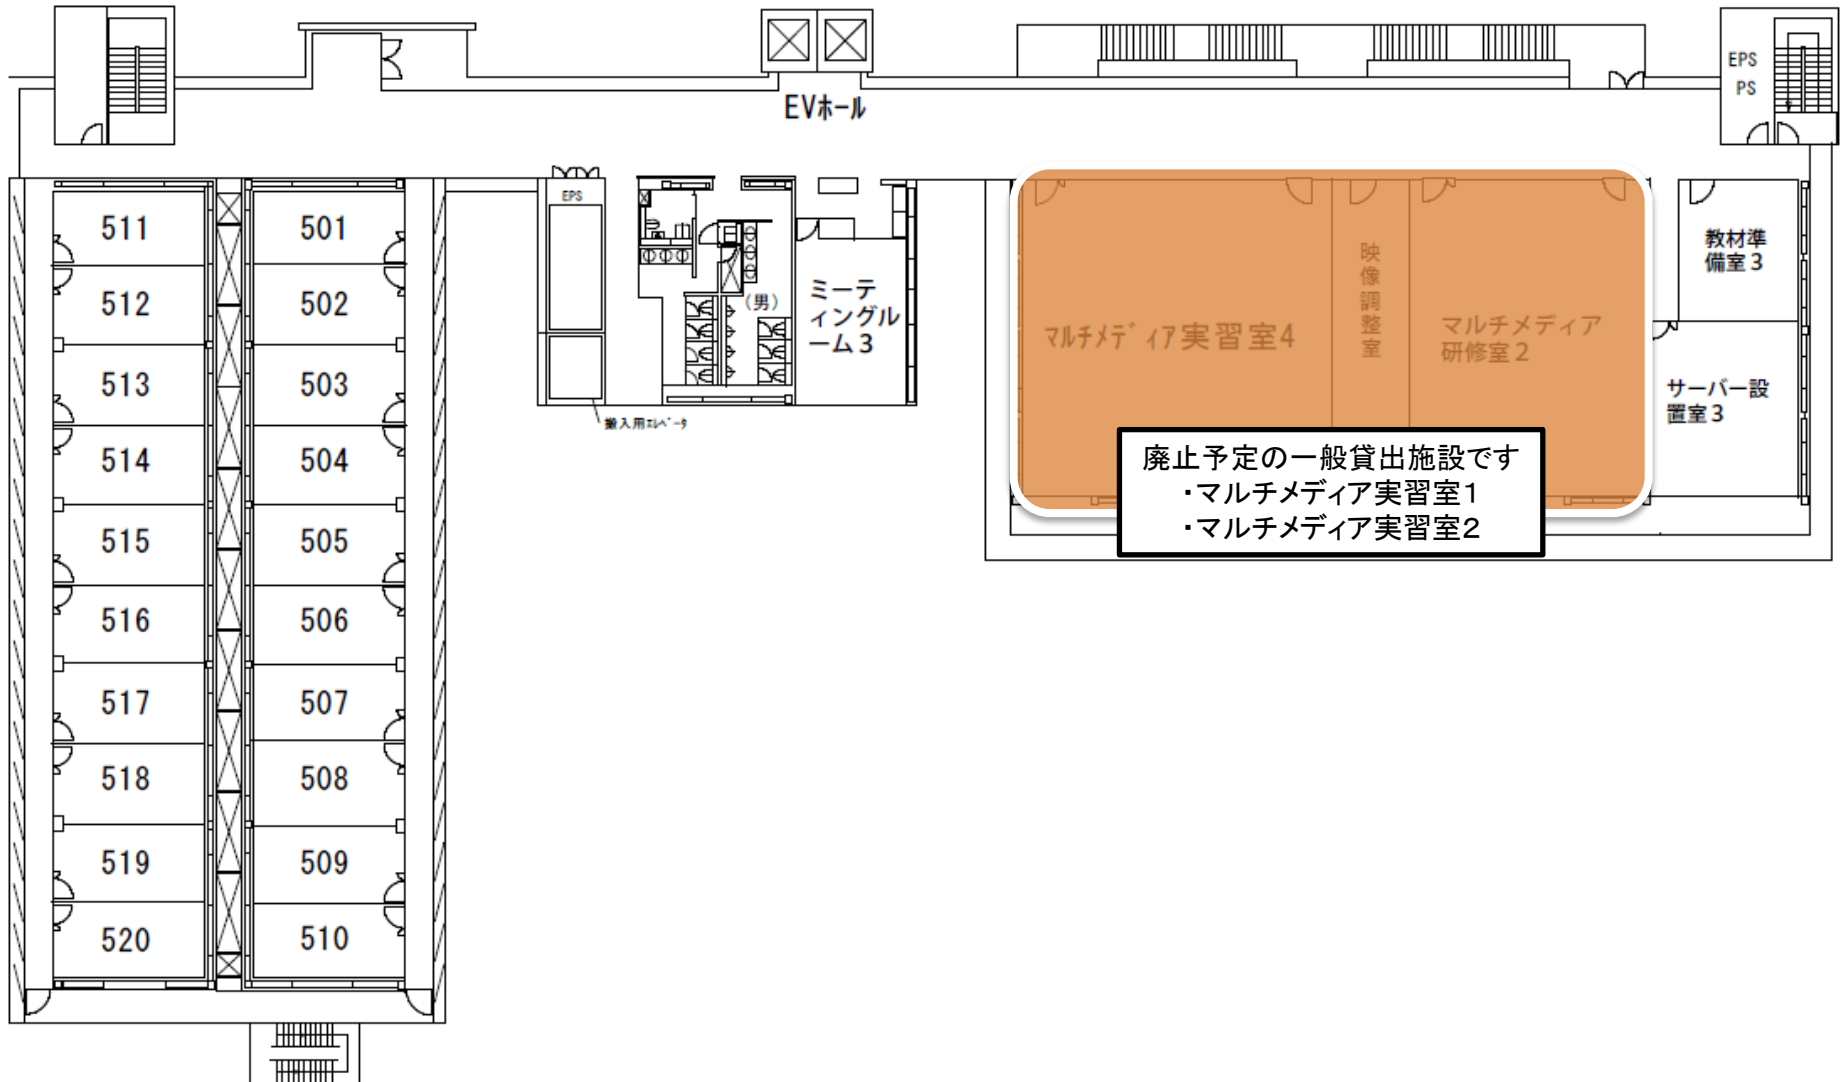 EPS
PS
EVホール
EPS
511
501
512
502
513
503
514
504
515
505
516
506
517
507
518
508
519
509
520
510
搬入用エレベータ
(男)
ミーテ
ィングル
ーム3
マルチメディア実習室4
映
像
調
整
室
マルチメディア
研修室2
教材準
備室3
サーバー設
置室3
廃止予定の一般貸出施設です
・マルチメディア実習室1
・マルチメディア実習室2